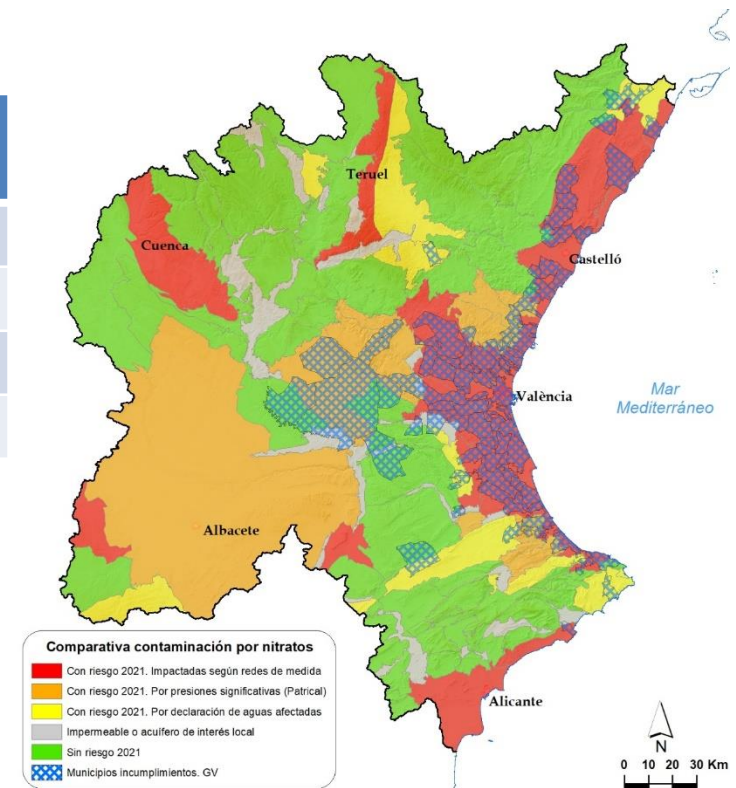 Teruel
Cuenca
Castelló
València
Mar
Mediterráneo
Albacete
Alicante
Comparativa contaminación por nitratos
Con riesgo 2021. Impactadas según redes de medida
Con riesgo 2021. Por presiones significativas (Patrical)
Con riesgo 2021. Por declaración de aguas afectadas
Impermeable o acuífero de interés local
Sin riesgo 2021
Municipios incumplimientos. GV
N
0 10 20 30 Km